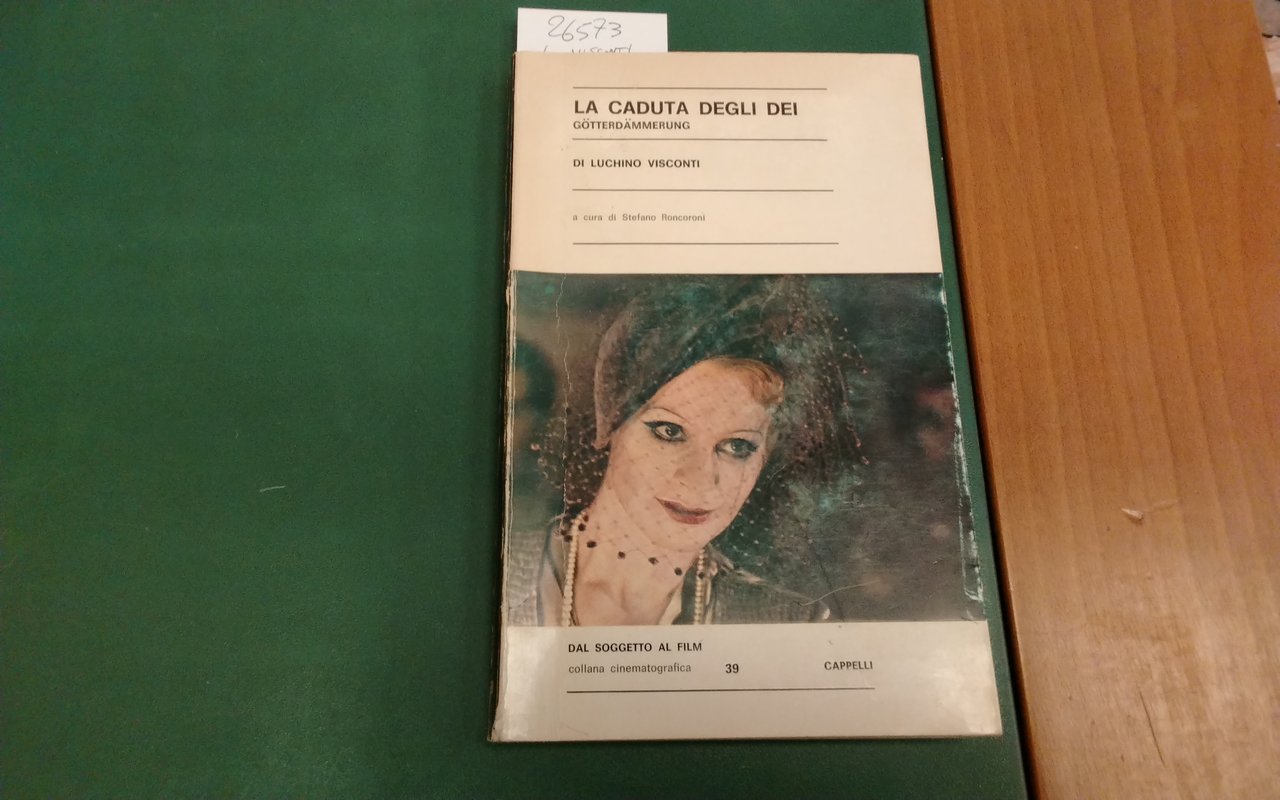 26573
L. VISCONTI
LA CADUTA DEGLI DEI
GÖTTERDÄMMERUNG
DI LUCHINO VISCONTI
a cura di Stefano Roncoroni
DAL SOGGETTO AL FILM
collana cinematografica 39 CAPPELLI